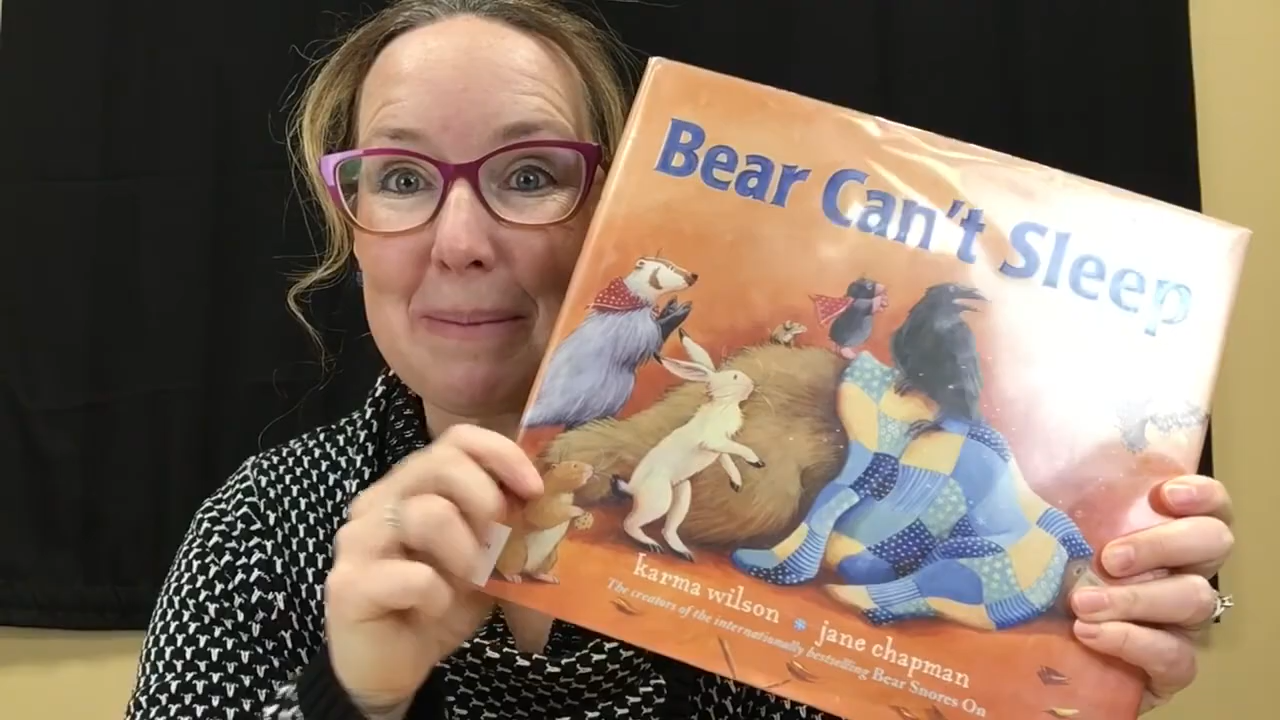 Bear Can't Sleep
karma wilson * jane chapman
The creators of the internationally bestselling Bear Snores On